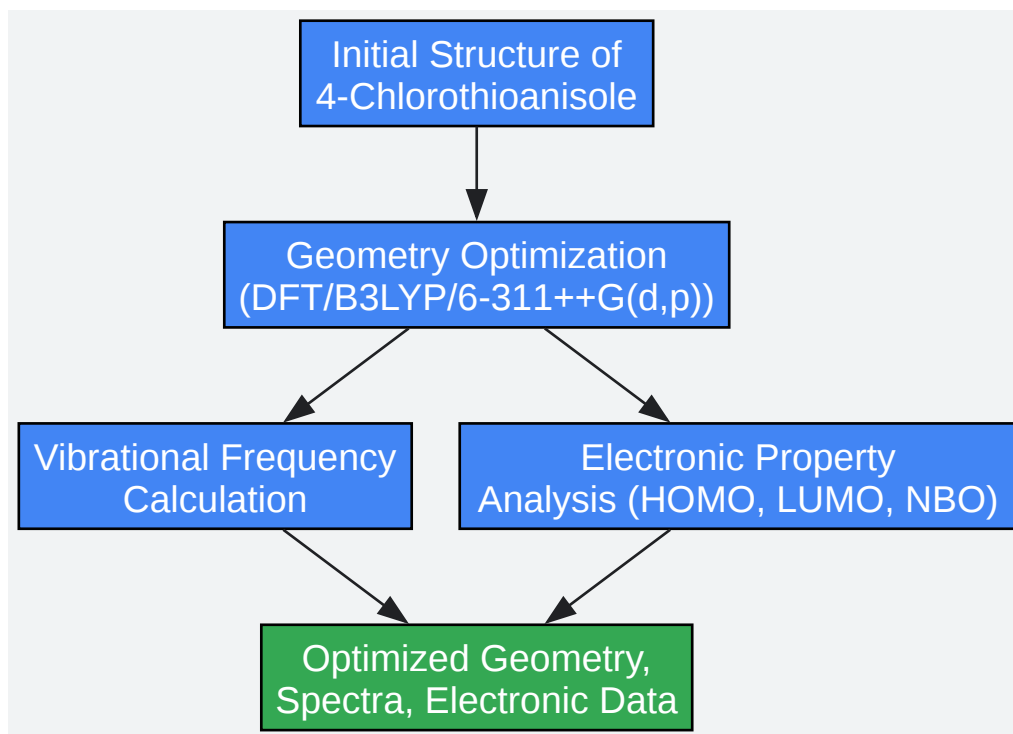 Initial Structure of
4-Chlorothioanisole
Geometry Optimization
(DFT/B3LYP/6-311++G(d,p))
Vibrational Frequency
Calculation
Electronic Property
Analysis (HOMO, LUMO, NBO)
Optimized Geometry,
Spectra, Electronic Data